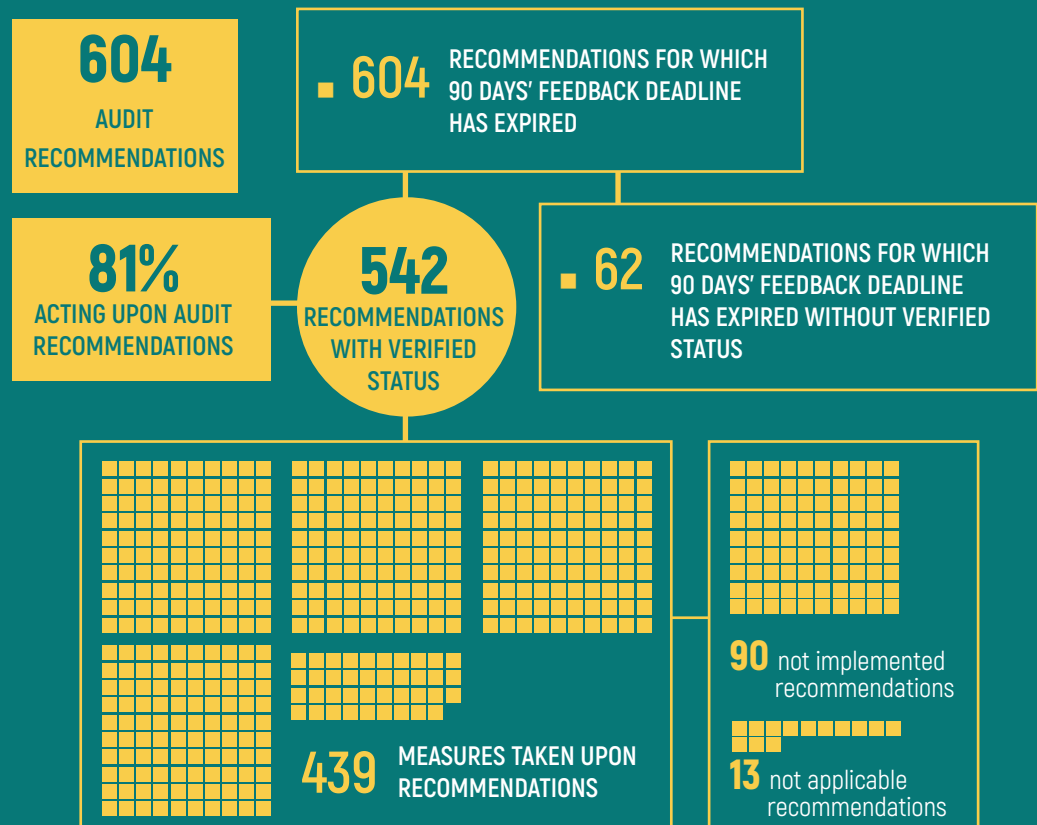 604
AUDIT
RECOMMENDATIONS
604
RECOMMENDATIONS FOR WHICH
90 DAYS' FEEDBACK DEADLINE
HAS EXPIRED
81%
ACTING UPON AUDIT
RECOMMENDATIONS
542
RECOMMENDATIONS
WITH VERIFIED
STATUS
62
RECOMMENDATIONS FOR WHICH
90 DAYS' FEEDBACK DEADLINE
HAS EXPIRED WITHOUT VERIFIED
STATUS
439
MEASURES TAKEN UPON
RECOMMENDATIONS
90 not implemented
recommendations
13 not applicable
recommendations